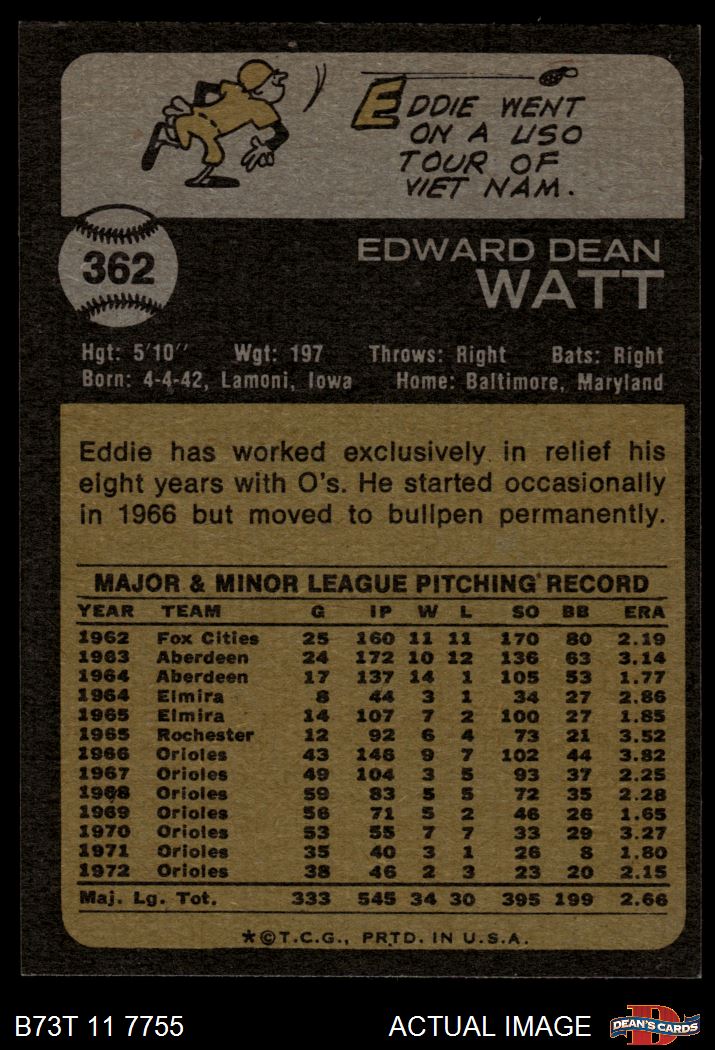 EDDIE WENT
ON A USO
TOUR OF
VIET NAM.
362
EDWARD DEAN
WATT
Hgt: 5'10" Wgt: 197 Throws: Right Bats: Right
Born: 4-4-42, Lamoni, Iowa Home: Baltimore, Maryland
Eddie has worked exclusively in relief his
eight years with O's. He started occasionally
in 1966 but moved to bullpen permanently.
MAJOR & MINOR LEAGUE PITCHING RECORD
YEAR TEAM G IP W L SO BB ERA
1962 Fox Cities 25 160 11 11 170 80 2.19
1963 Aberdeen 24 172 10 12 136 63 3.14
1964 Aberdeen 17 137 14 1 105 53 1.77
1964 Elmira 8 44 3 1 34 27 2.86
1965 Elmira 14 107 7 2 100 27 1.85
1965 Rochester 12 92 6 4 73 21 3.52
1966 Orioles 43 146 9 7 102 44 3.82
1967 Orioles 49 104 3 5 93 37 2.25
1968 Orioles 59 83 5 5 72 35 2.28
1969 Orioles 56 71 5 2 46 26 1.65
1970 Orioles 53 55 7 7 33 29 3.27
1971 Orioles 35 40 3 1 26 8 1.80
1972 Orioles 38 46 2 3 23 20 2.15
Maj. Lg. Tot. 333 545 34 30 395 199 2.66
*©T.C.G., PRTD. IN U.S.A.
B73T 11 7755 ACTUAL IMAGE DEAN'S CARDS